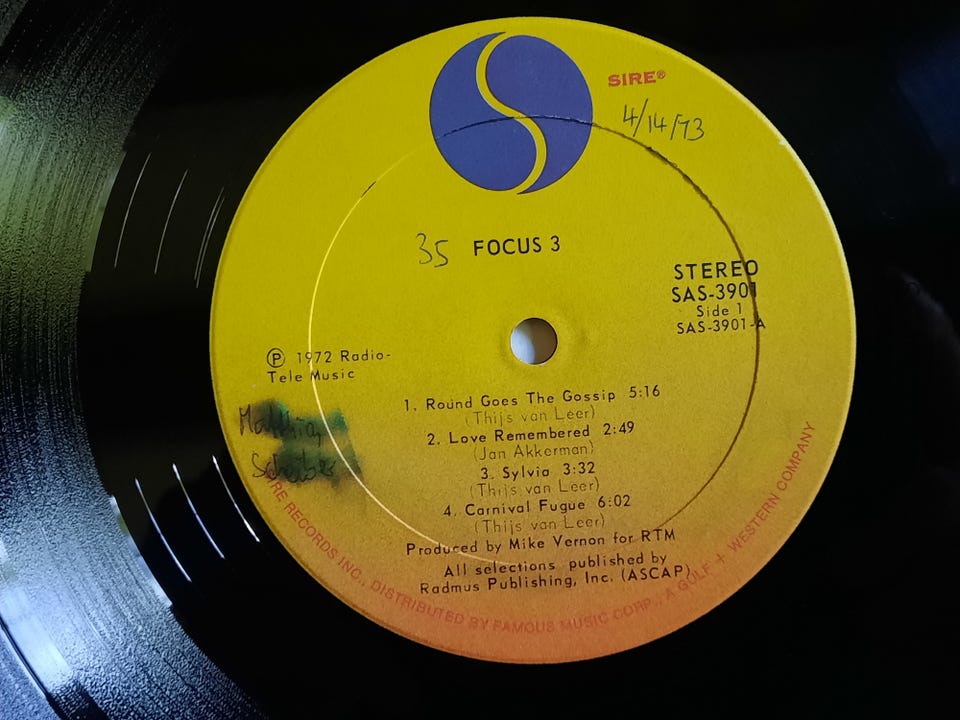 SIRE®
4/14/73
35 FOCUS 3
STEREO
SAS-3901
Side 1
SAS-3901-A
℗ 1972 Radio-
Tele Music
1. Round Goes The Gossip 5:16
(Thijs van Leer)
2. Love Remembered 2:49
(Jan Akkerman)
3. Sylvia 3:32
(Thijs van Leer)
4. Carnival Fugue 6:02
(Thijs van Leer)
Produced by Mike Vernon for RTM
All selections published by
Radmus Publishing, Inc. (ASCAP)
SIRE RECORDS INC., DISTRIBUTED BY FAMOUS MUSIC CORP., A GULF + WESTERN COMPANY